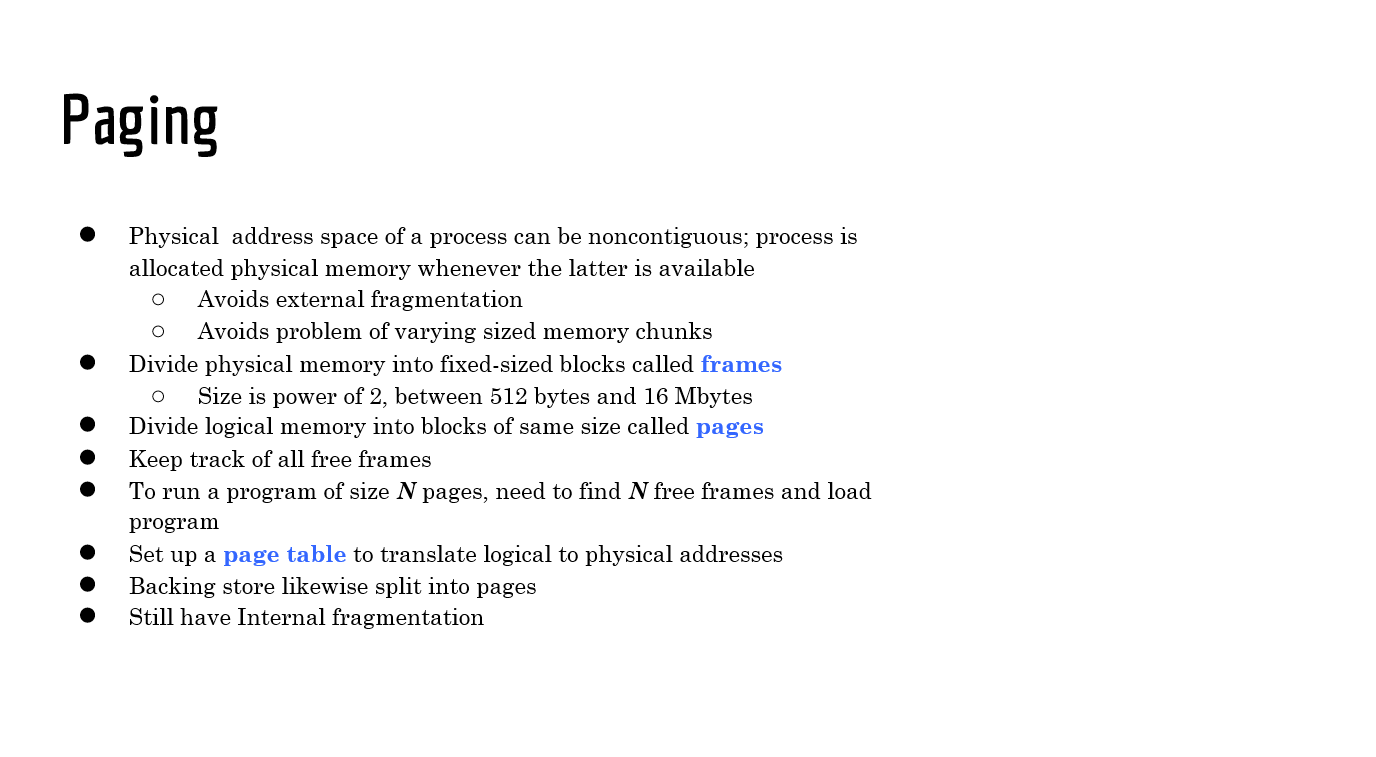 Paging
● Physical  address space of a process can be noncontiguous; process is
allocated physical memory whenever the latter is available
○ Avoids external fragmentation
○ Avoids problem of varying sized memory chunks
● Divide physical memory into fixed-sized blocks called frames
○ Size is power of 2, between 512 bytes and 16 Mbytes
● Divide logical memory into blocks of same size called pages
● Keep track of all free frames
● To run a program of size N pages, need to find N free frames and load
program
● Set up a page table to translate logical to physical addresses
● Backing store likewise split into pages
● Still have Internal fragmentation